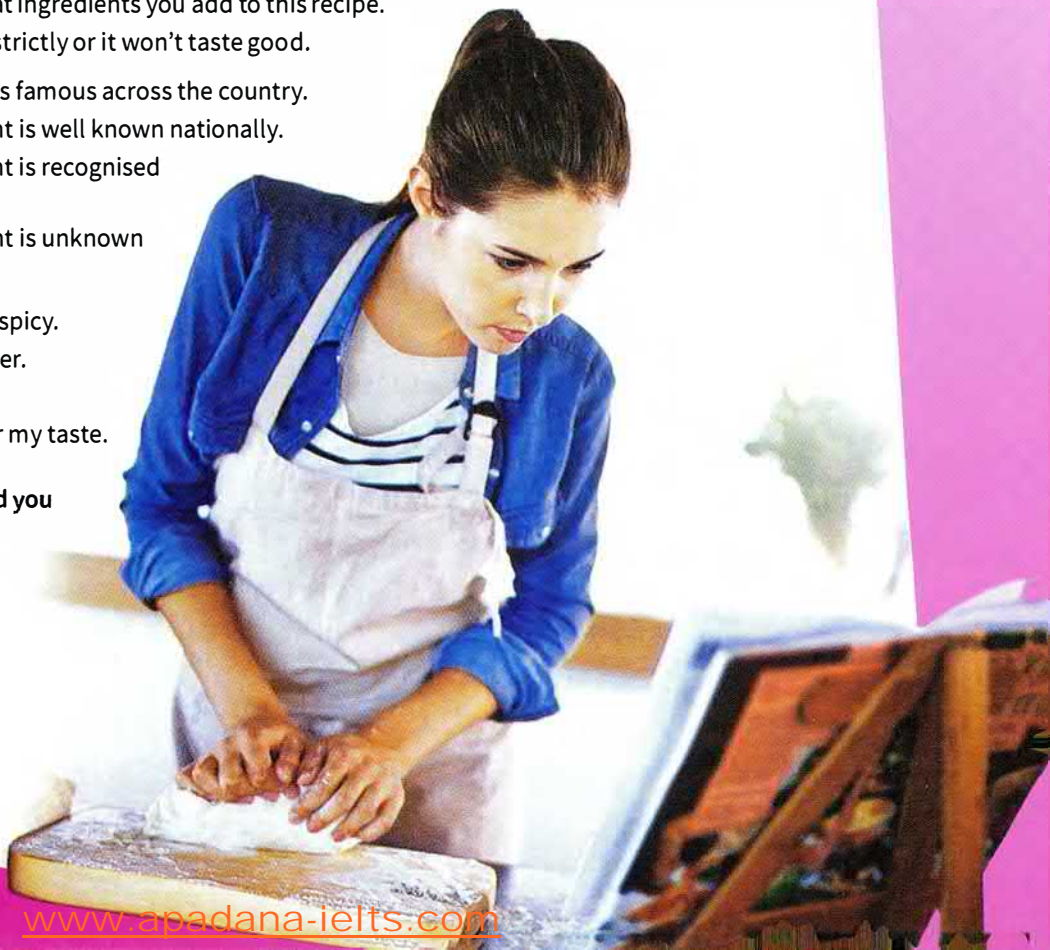 at ingredients you add to this recipe.
strictly or it won't taste good.
s famous across the country.
nt is well known nationally.
nt is recognised
nt is unknown
spicy.
er.
r my taste.
d you
www.apadana-ielts.com